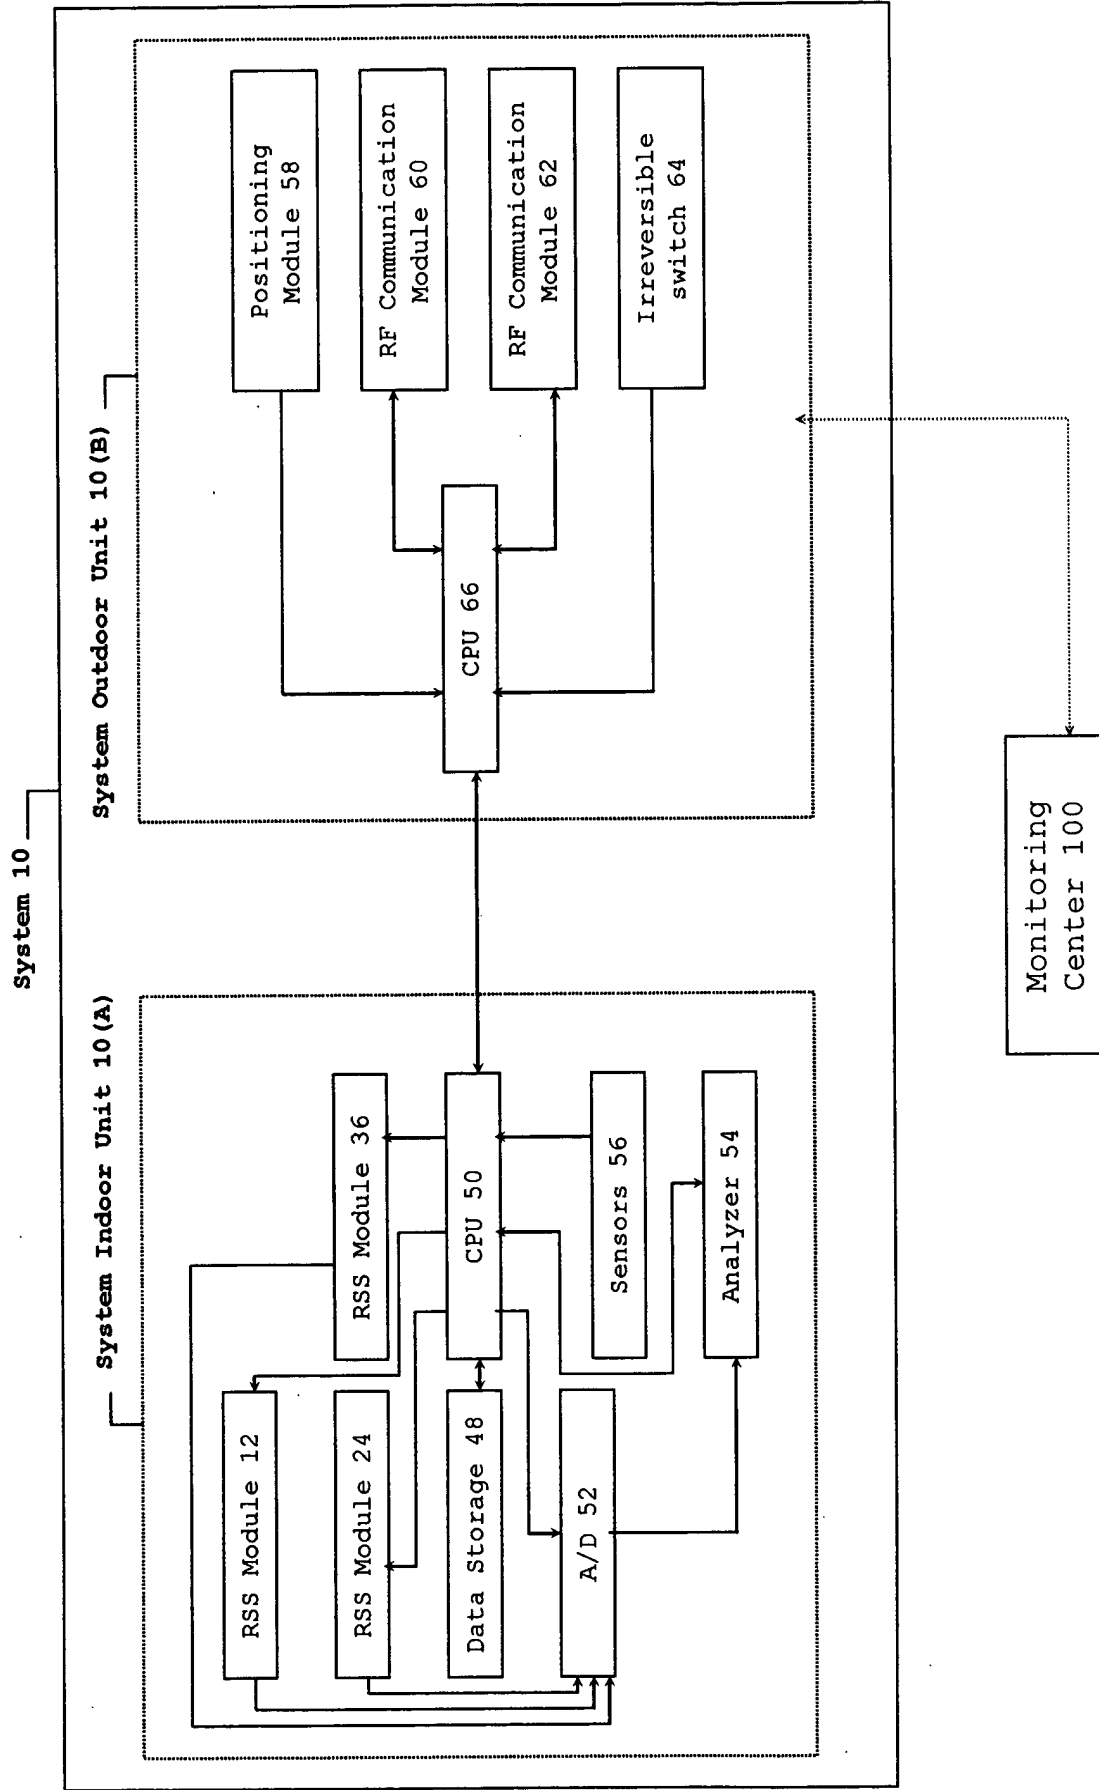 System 10
System Indoor Unit 10(A)
RSS Module 12
RSS Module 24
RSS Module 36
Data Storage 48
CPU 50
A/D 52
Sensors 56
Analyzer 54
System Outdoor Unit 10(B)
CPU 66
Positioning
Module 58
RF Communication
Module 60
RF Communication
Module 62
Irreversible
switch 64
Monitoring
Center 100